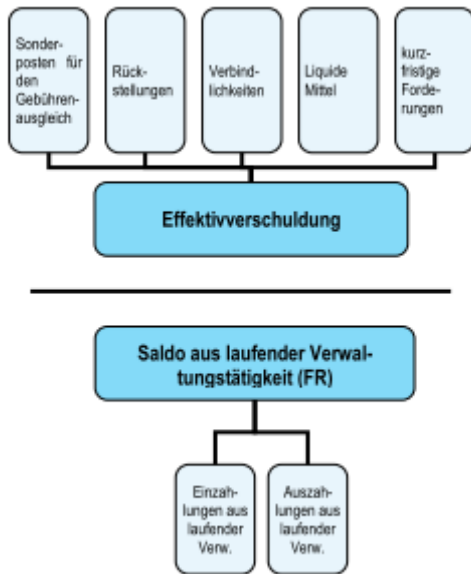 Sonder-
posten für
den
Gebühren-
ausgleich
Rück-
stellungen
Verbind-
lichkeiten
Liquide
Mittel
kurz-
fristige
Forde-
rungen
Effektivverschuldung
Saldo aus laufender Verwal-
tungstätigkeit (FR)
Einzah-
lungen aus
laufender
Verw.
Auszah-
lungen aus
laufender
Verw.